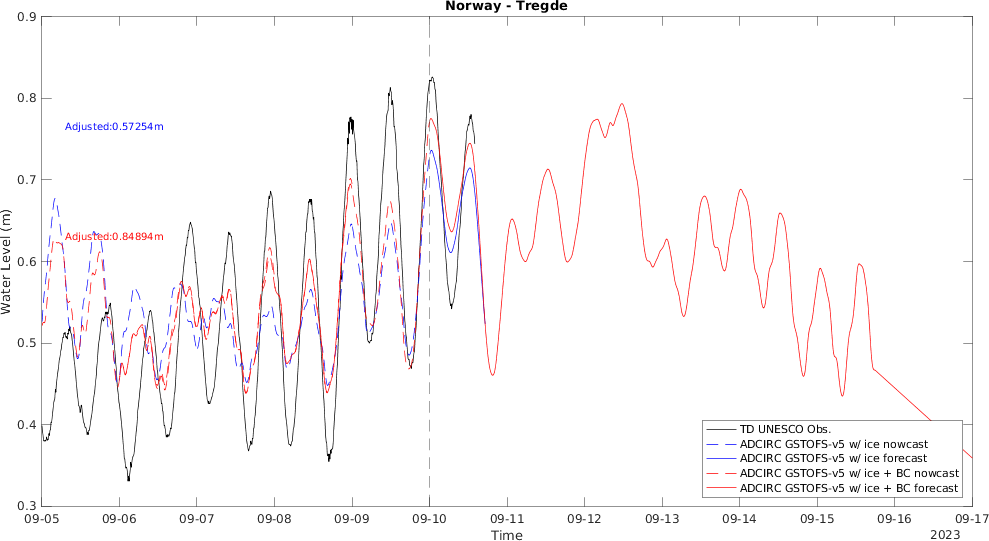 Norway - Tregde
0.9
0.8
0.7
0.6
0.5
0.4
0.3
Water Level (m)
Adjusted:0.57254m
Adjusted:0.84894m
TD UNESCO Obs.
ADCIRC GSTOFS-v5 w/ ice nowcast
ADCIRC GSTOFS-v5 w/ ice forecast
ADCIRC GSTOFS-v5 w/ ice + BC nowcast
ADCIRC GSTOFS-v5 w/ ice + BC forecast
09-05 09-06 09-07 09-08 09-09 09-10 09-11 09-12 09-13 09-14 09-15 09-16 09-17
Time
2023